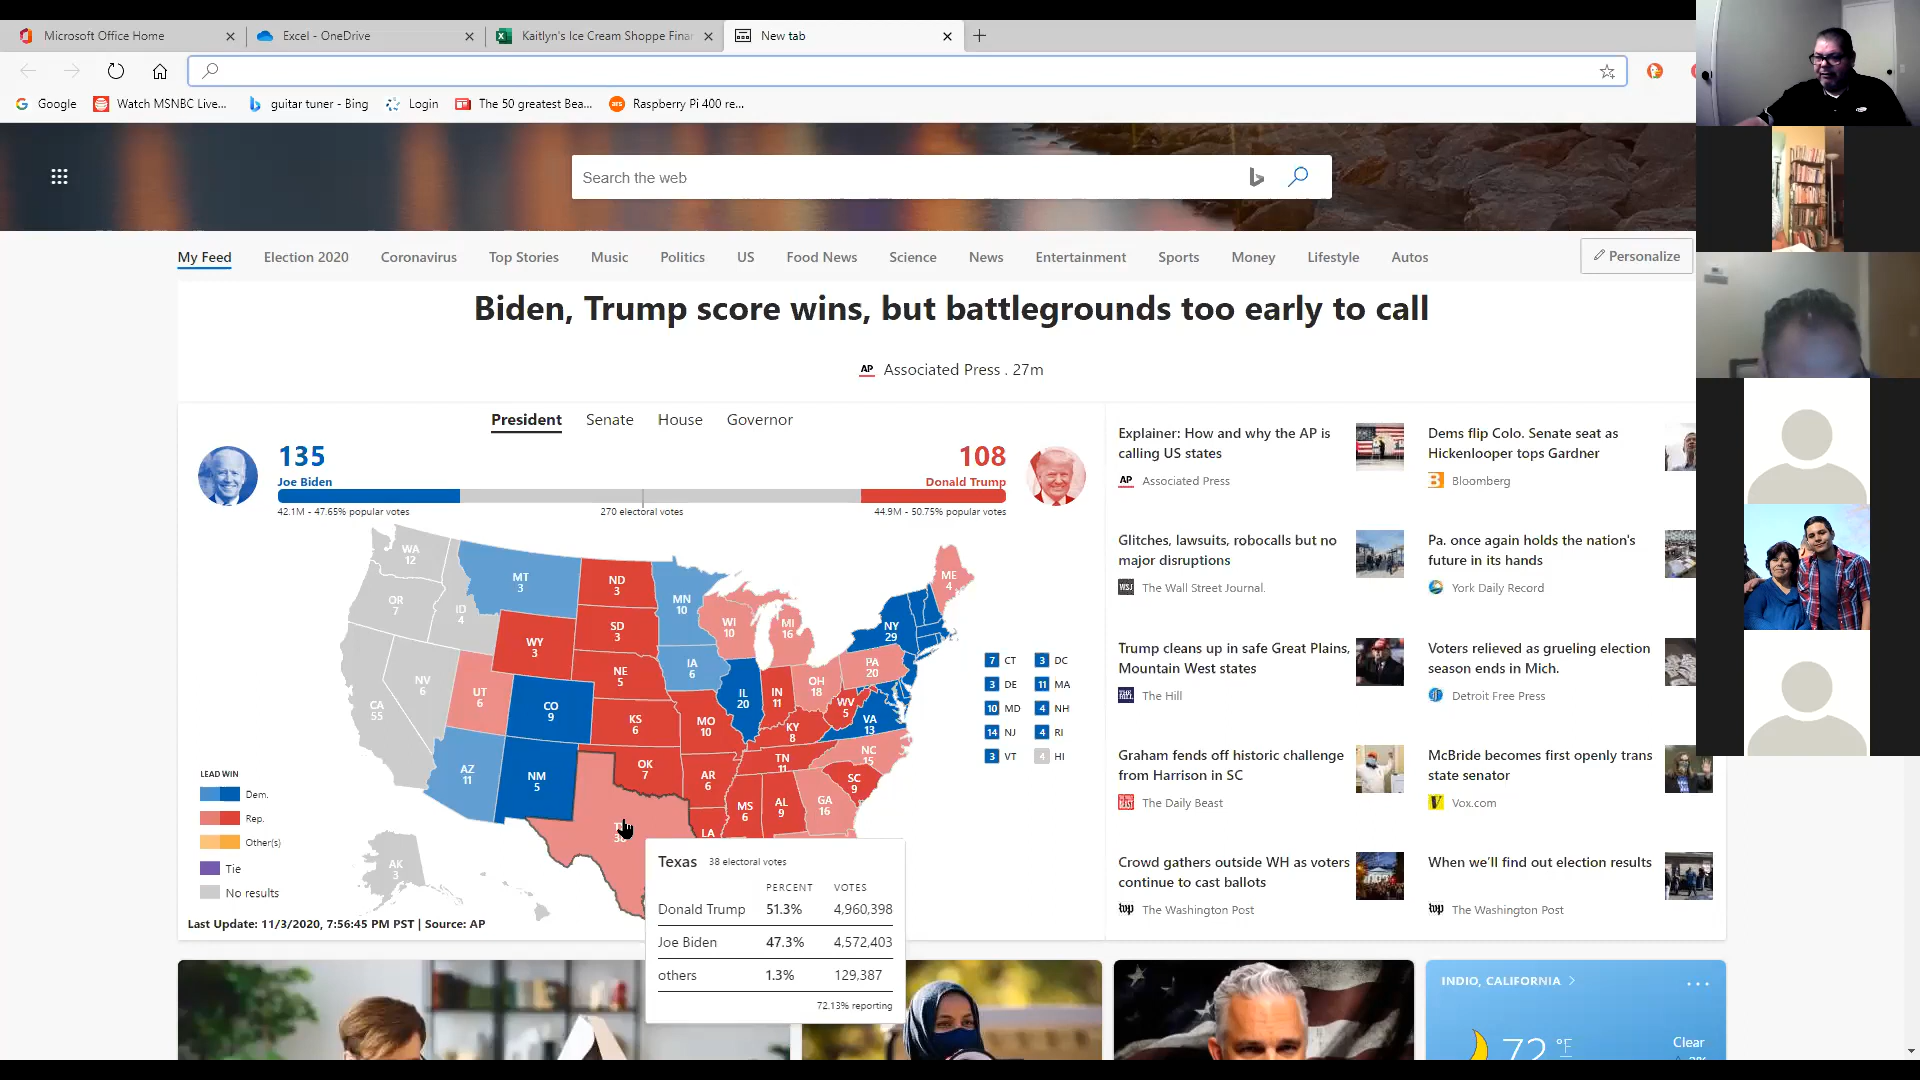 Microsoft Office Home
Excel - OneDrive
Kaitlyn's Ice Cream Shoppe Finar
New tab
Google
Watch MSNBC Live...
guitar tuner - Bing
Login
The 50 greatest Bea...
Raspberry Pi 400 re...
Search the web
My Feed
Election 2020
Coronavirus
Top Stories
Music
Politics
US
Food News
Science
News
Entertainment
Sports
Money
Lifestyle
Autos
Personalize
Biden, Trump score wins, but battlegrounds too early to call
AP Associated Press . 27m
President
Senate
House
Governor
135
Joe Biden
42.1M - 47.65% popular votes
270 electoral votes
108
Donald Trump
44.9M - 50.75% popular votes
WA
12
OR
7
CA
55
NV
6
ID
4
MT
3
WY
3
UT
6
CO
9
AZ
11
NM
5
ND
3
SD
3
NE
5
KS
6
OK
7
MN
10
IA
6
MO
10
AR
6
LA
WI
10
IL
20
MI
16
IN
11
OH
18
KY
8
TN
11
MS
6
AL
9
GA
16
SC
9
NC
15
VA
13
WV
5
PA
20
NY
29
ME
4
AK
3
7 CT
3 DC
3 DE
11 MA
10 MD
4 NH
14 NJ
4 RI
3 VT
4 HI
LEAD WIN
Dem.
Rep.
Other(s)
Tie
No results
Last Update: 11/3/2020, 7:56:45 PM PST | Source: AP
Texas 38 electoral votes
PERCENT VOTES
Donald Trump 51.3% 4,960,398
Joe Biden 47.3% 4,572,403
others 1.3% 129,387
72.13% reporting
Explainer: How and why the AP is
calling US states
AP Associated Press
Dems flip Colo. Senate seat as
Hickenlooper tops Gardner
Bloomberg
Glitches, lawsuits, robocalls but no
major disruptions
WSJ The Wall Street Journal.
Pa. once again holds the nation's
future in its hands
York Daily Record
Trump cleans up in safe Great Plains,
Mountain West states
The Hill
Voters relieved as grueling election
season ends in Mich.
Detroit Free Press
Graham fends off historic challenge
from Harrison in SC
The Daily Beast
McBride becomes first openly trans
state senator
Vox.com
Crowd gathers outside WH as voters
continue to cast ballots
wp The Washington Post
When we'll find out election results
wp The Washington Post
INDIO, CALIFORNIA
72 °F
Clear